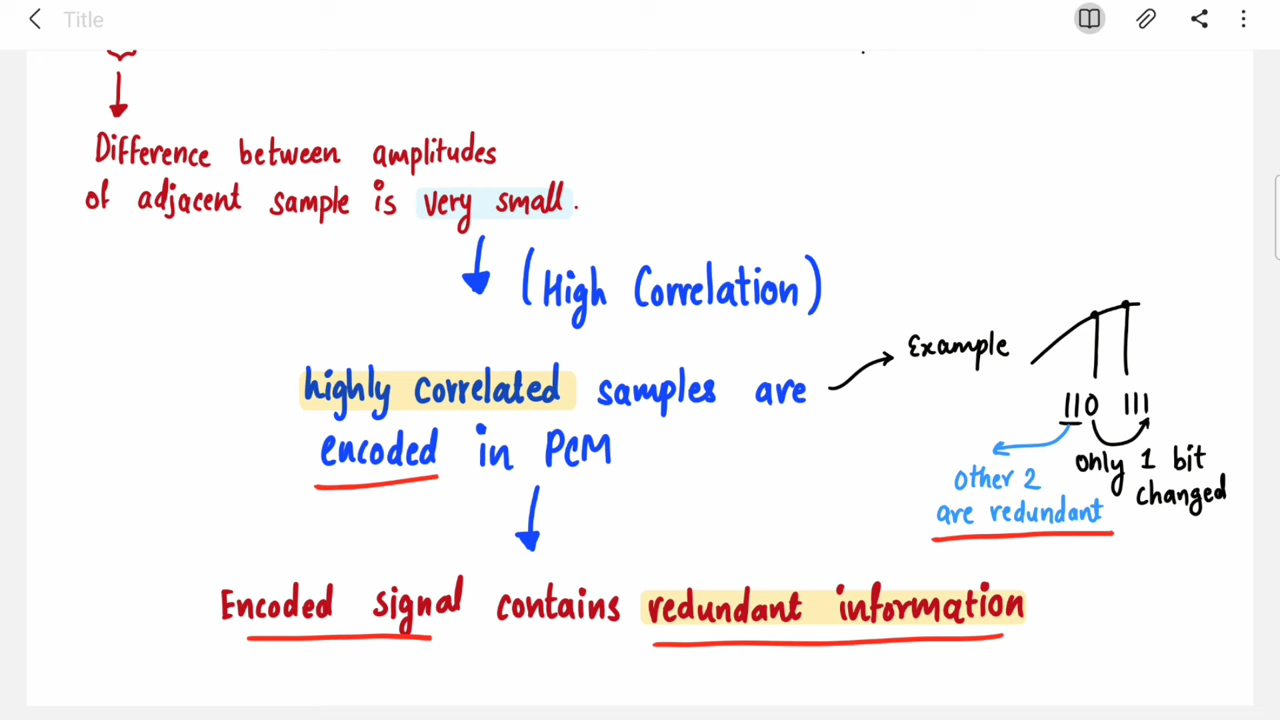 Title
Difference between amplitudes
of adjacent sample is very small.
(High Correlation)
highly correlated samples are
encoded in PCM
Example
110 111
only 1 bit
changed
other 2
are redundant
Encoded signal contains redundant information